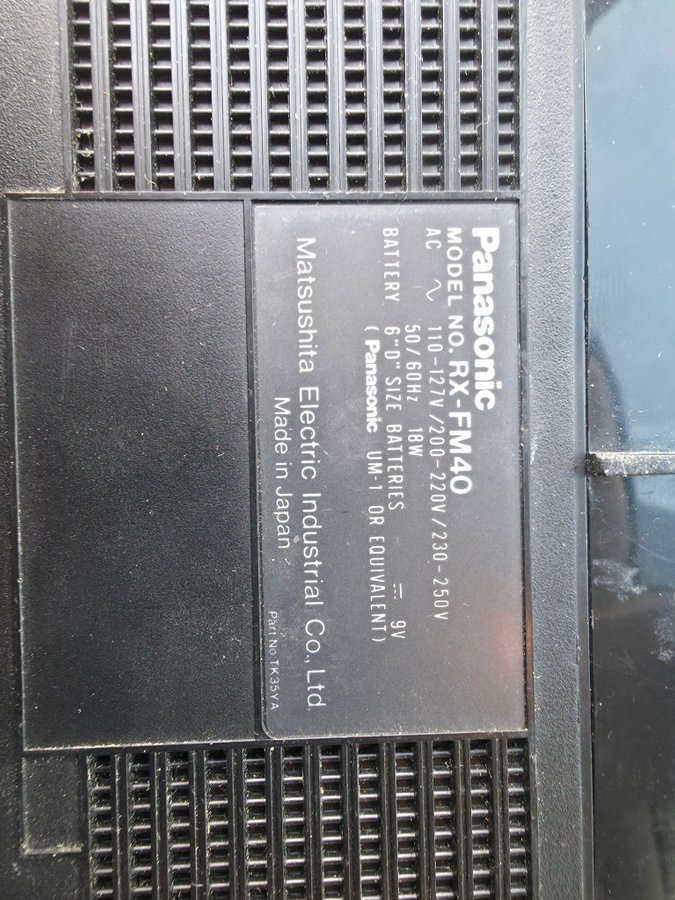 Panasonic
MODEL NO. RX-FM40
AC ∿ 110-127V/200-220V/230-250V
50/60Hz 18W
BATTERY 6"D" SIZE BATTERIES ⎓ 9V
(Panasonic UM-1 OR EQUIVALENT)
Matsushita Electric Industrial Co., Ltd.
Made in Japan
Part No. TK35YA